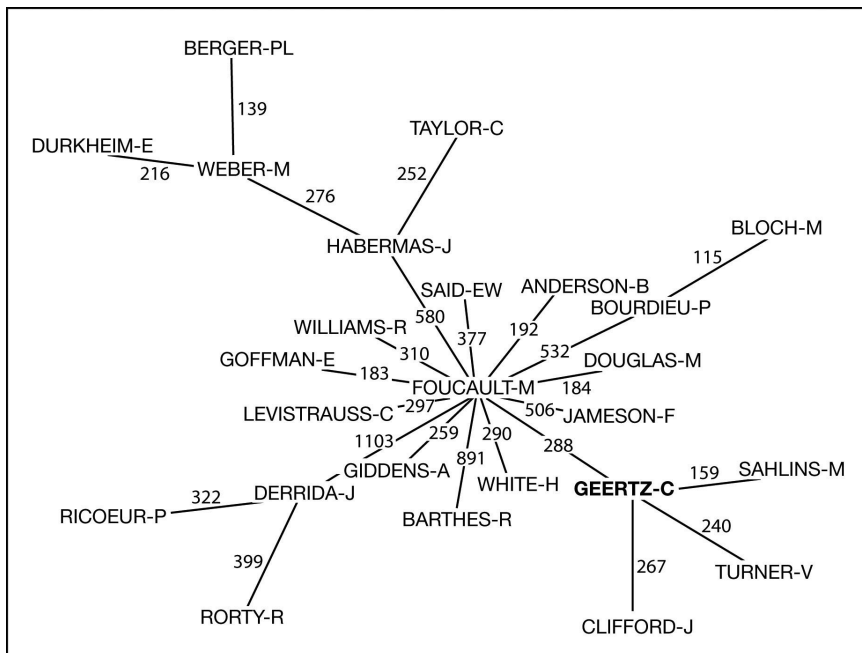 BERGER-PL
139
TAYLOR-C
DURKHEIM-E
216
WEBER-M
252
276
BLOCH-M
HABERMAS-J
115
SAID-EW
ANDERSON-B
BOURDIEU-P
580
WILLIAMS-R
377
192
310
532
GOFFMAN-E
DOUGLAS-M
183
FOUCAULT-M
184
LEVISTRAUSS-C
297
506
JAMESON-F
1103
259
290
288
891
GIDDENS-A
WHITE-H
GEERTZ-C
159
SAHLINS-M
322
DERRIDA-J
RICOEUR-P
BARTHES-R
240
399
267
TURNER-V
RORTY-R
CLIFFORD-J